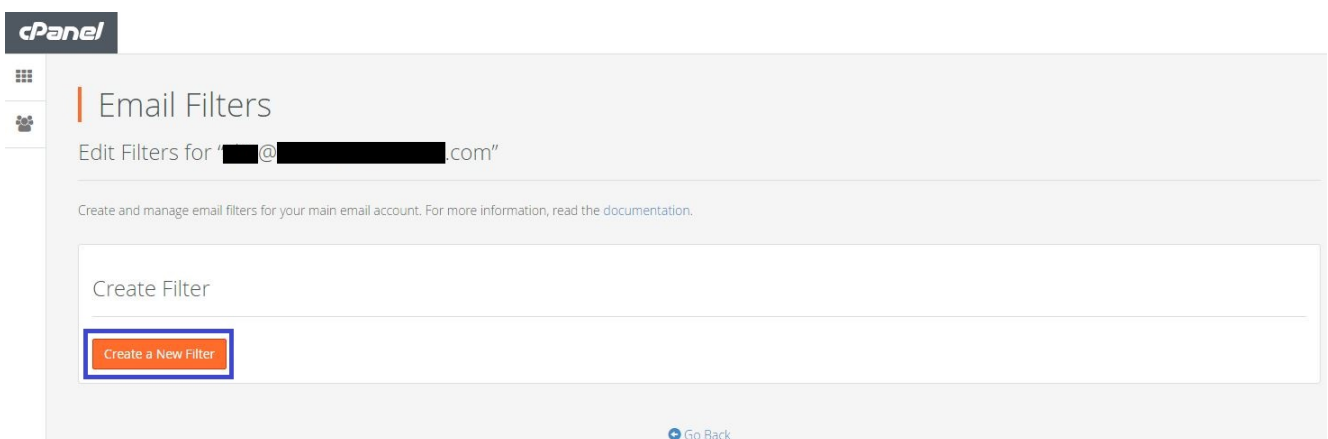 cPanel
Email Filters
Edit Filters for “@.com”
Create and manage email filters for your main email account. For more information, read the documentation.
Create Filter
Create a New Filter
Go Back